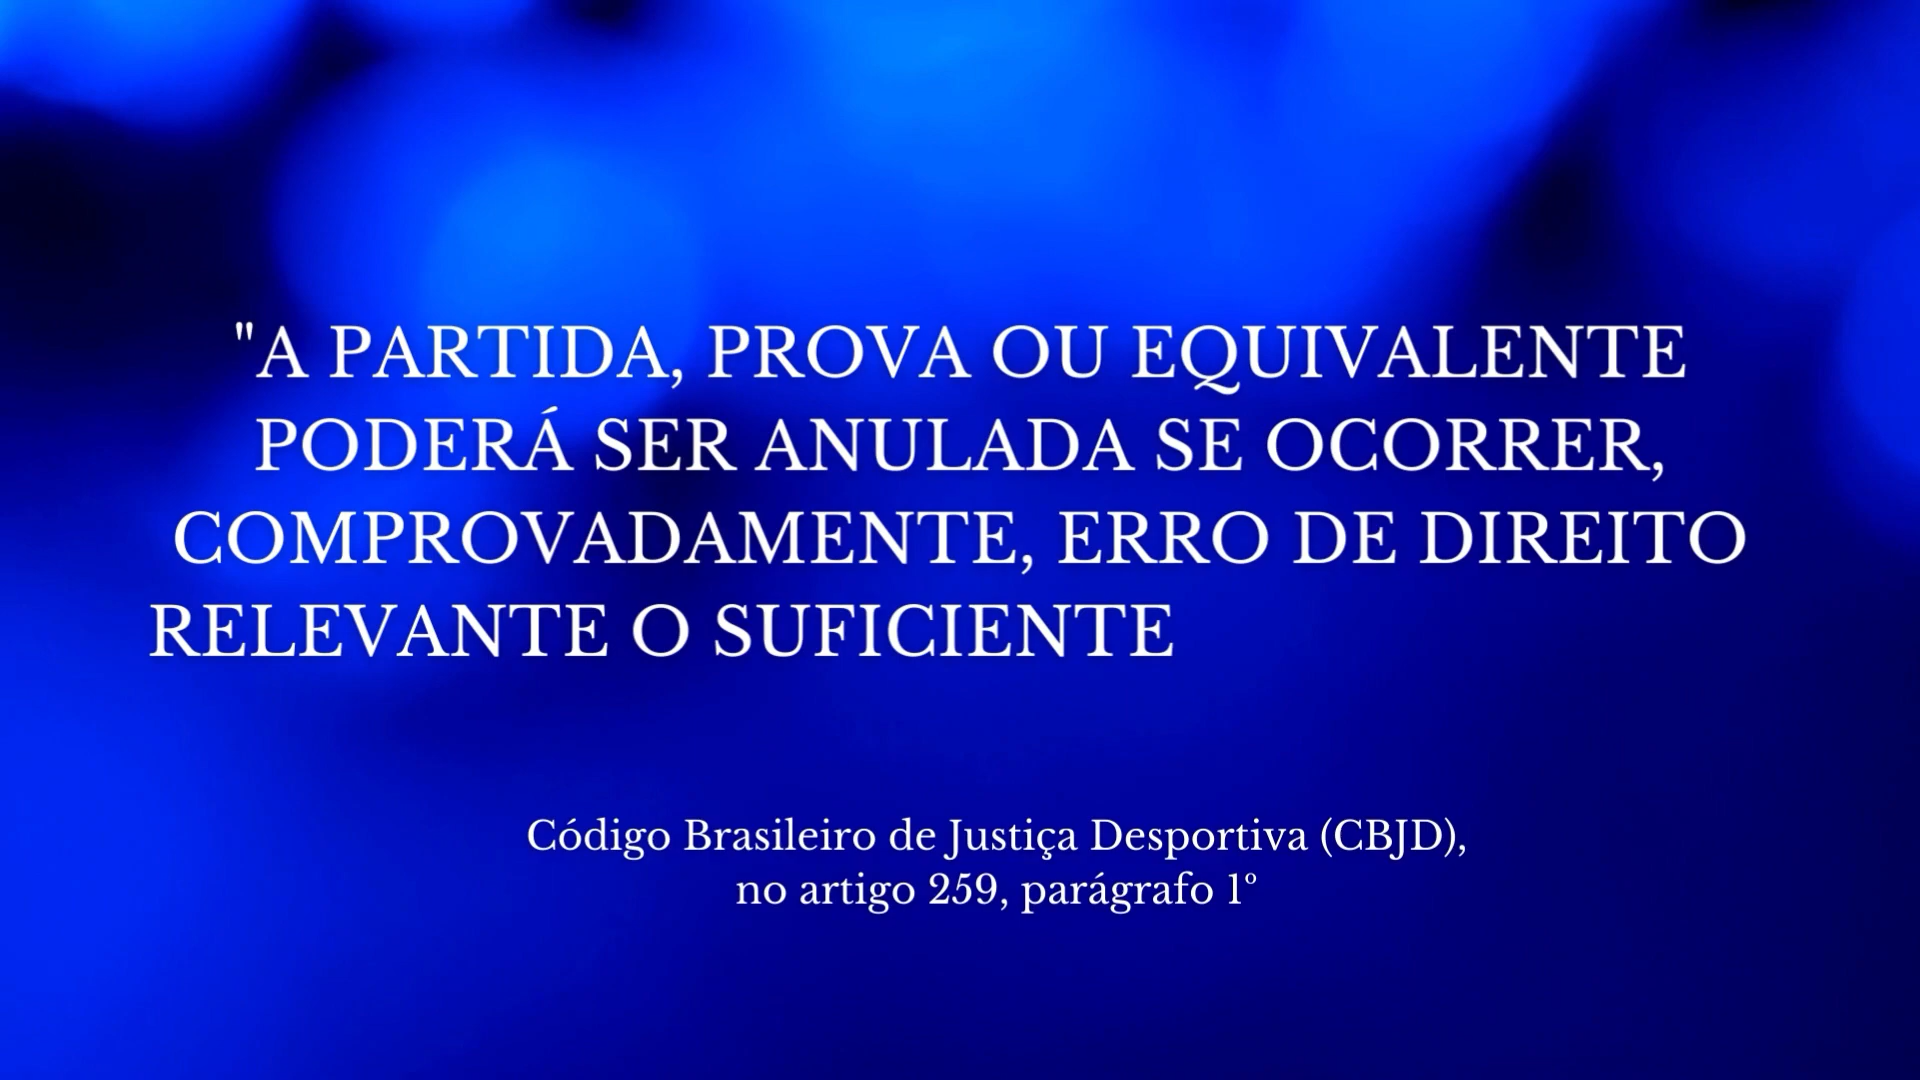 "A PARTIDA, PROVA OU EQUIVALENTE
PODERÁ SER ANULADA SE OCORRER,
COMPROVADAMENTE, ERRO DE DIREITO
RELEVANTE O SUFICIENTE
Código Brasileiro de Justiça Desportiva (CBJD),
no artigo 259, parágrafo 1º